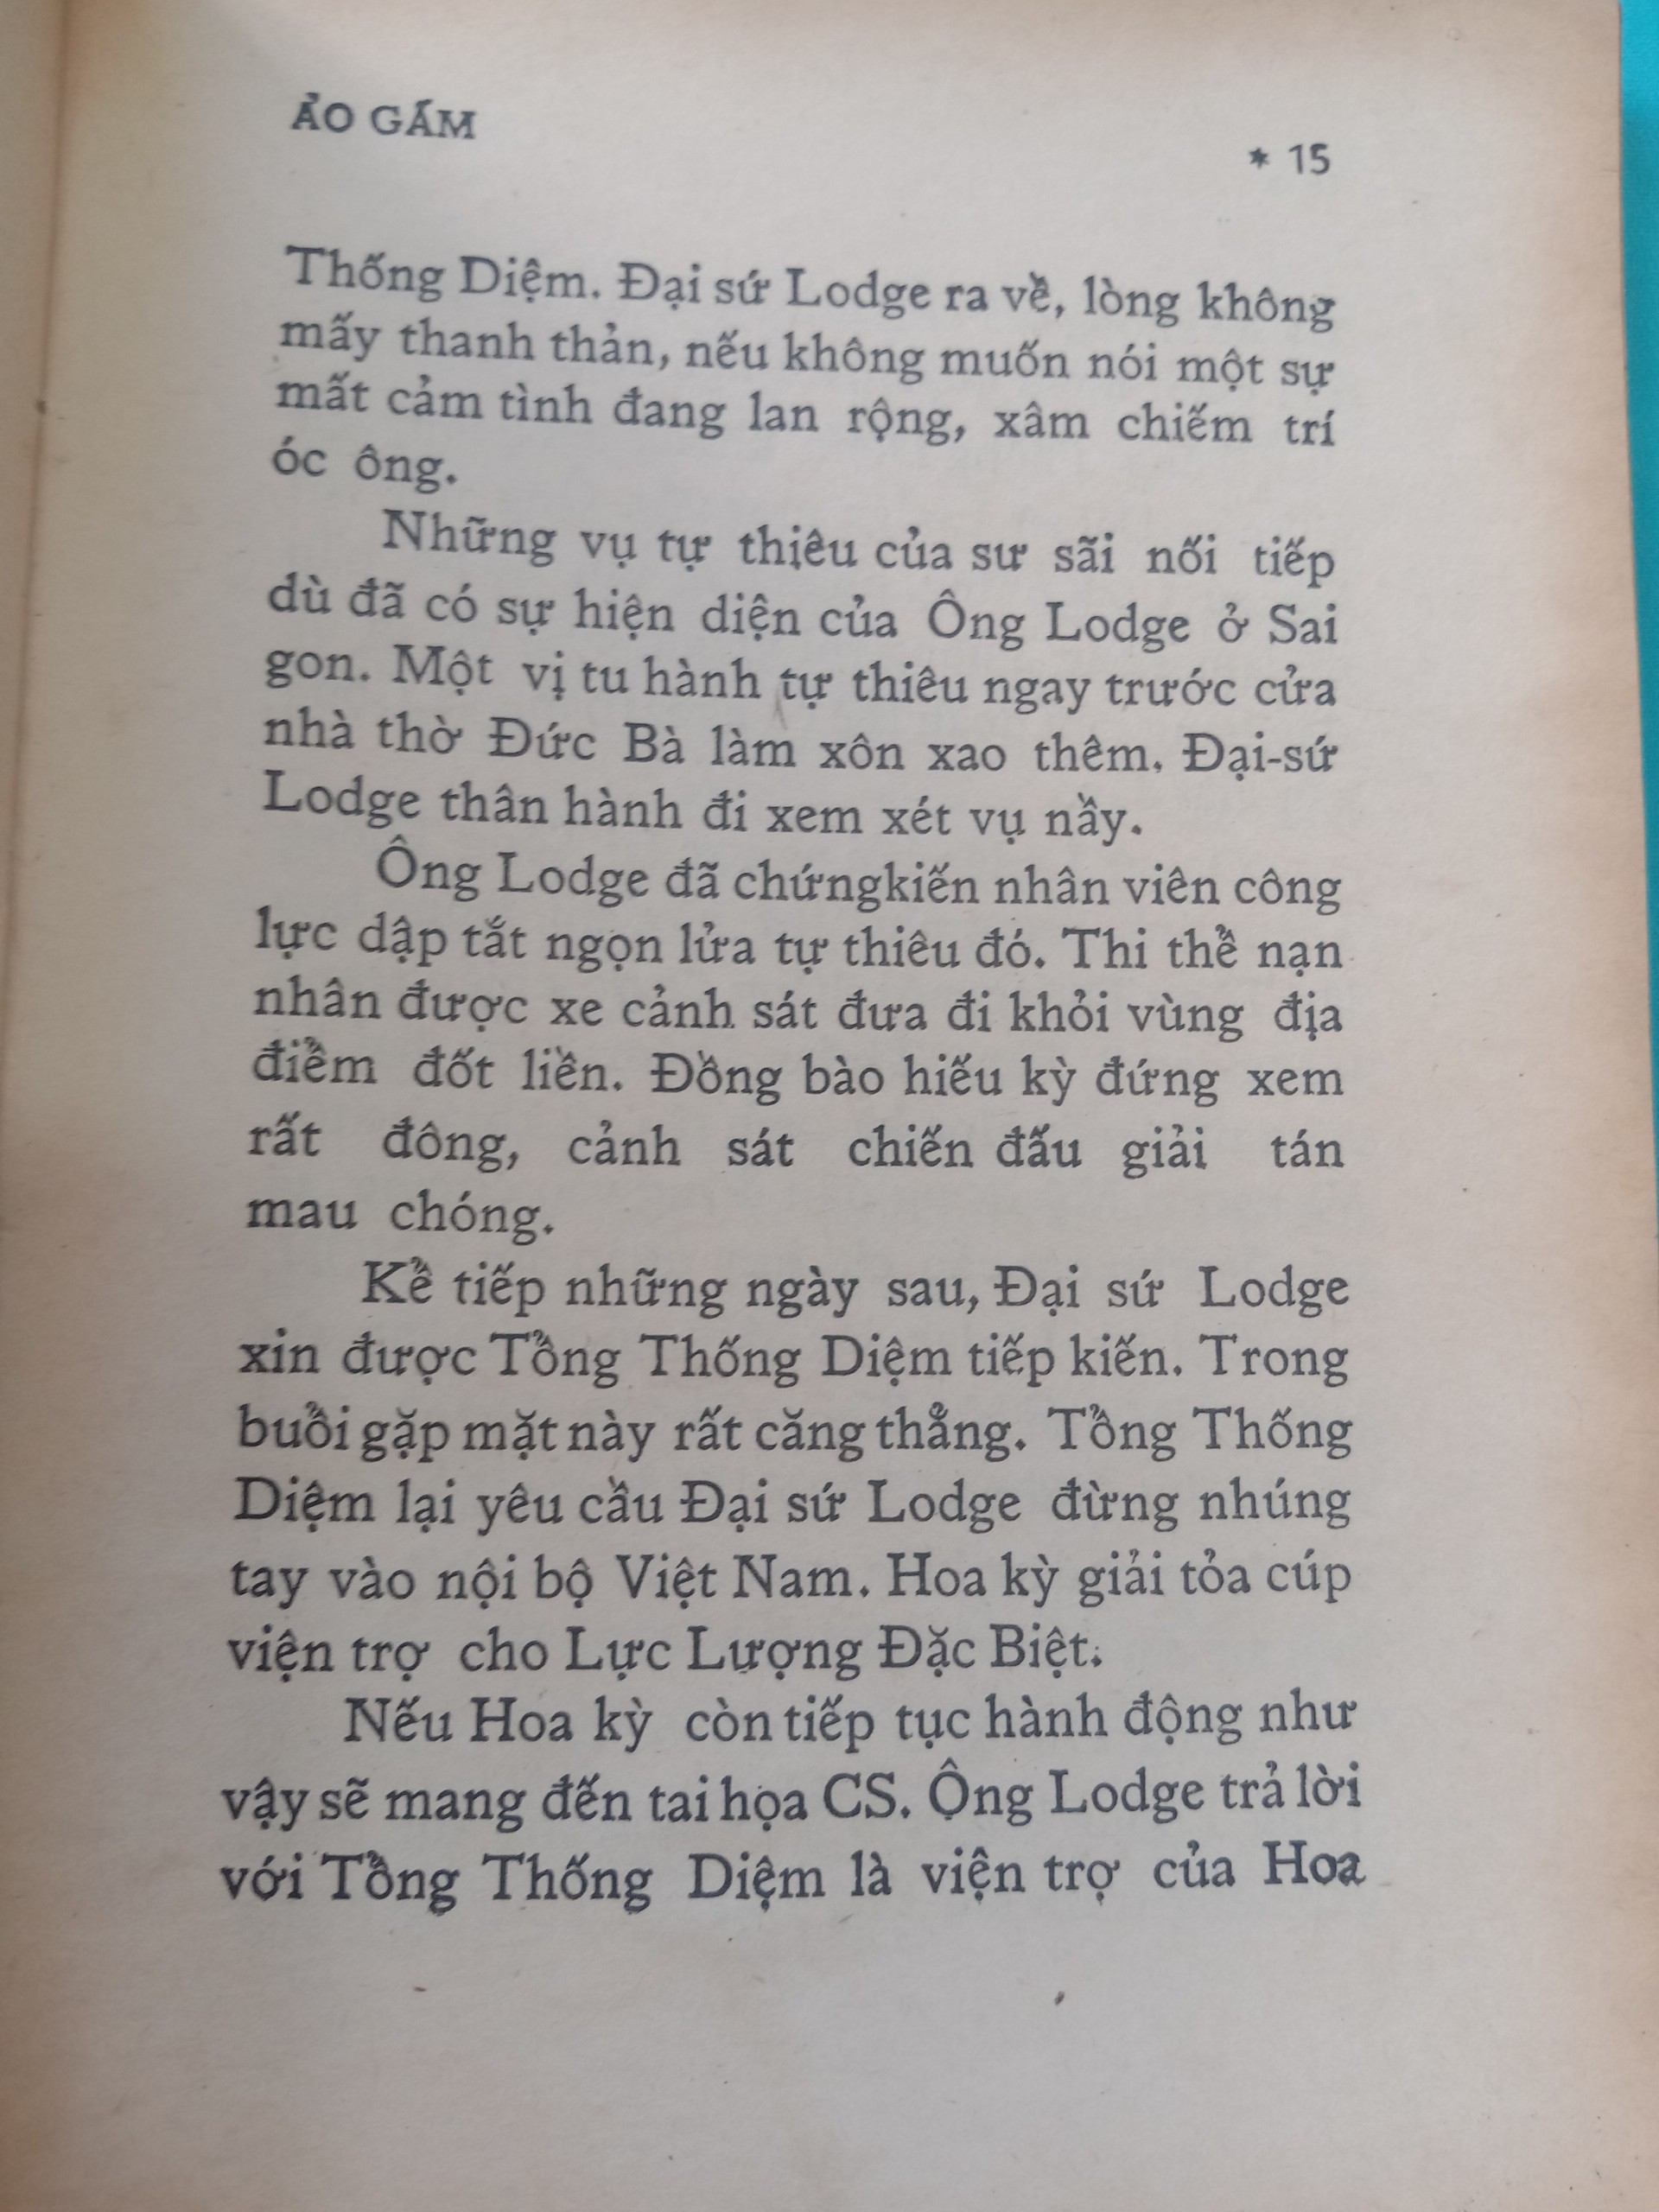 ẢO GẤM
* 15
Thống Diệm. Đại sứ Lodge ra về, lòng không
mấy thanh thản, nếu không muốn nói một sự
mất cảm tình đang lan rộng, xâm chiếm trí
óc ông.
Những vụ tự thiêu của sư sãi nối tiếp
dù đã có sự hiện diện của Ông Lodge ở Sai
gon. Một vị tu hành tự thiêu ngay trước cửa
nhà thờ Đức Bà làm xôn xao thêm. Đại-sứ
Lodge thân hành đi xem xét vụ nầy.
Ông Lodge đã chứngkiến nhân viên công
lực dập tắt ngọn lửa tự thiêu đó. Thi thể nạn
nhân được xe cảnh sát đưa đi khỏi vùng địa
điểm đốt liền. Đồng bào hiếu kỳ đứng xem
rất đông, cảnh sát chiến đấu giải tán
mau chóng.
Kể tiếp những ngày sau, Đại sứ Lodge
xin được Tổng Thống Diệm tiếp kiến. Trong
buổi gặp mặt này rất căng thẳng. Tổng Thống
Diệm lại yêu cầu Đại sứ Lodge đừng nhúng
tay vào nội bộ Việt Nam. Hoa kỳ giải tỏa cúp
viện trợ cho Lực Lượng Đặc Biệt.
Nếu Hoa kỳ còn tiếp tục hành động như
vậy sẽ mang đến tai họa CS. Ông Lodge trả lời
với Tổng Thống Diệm là viện trợ của Hoa